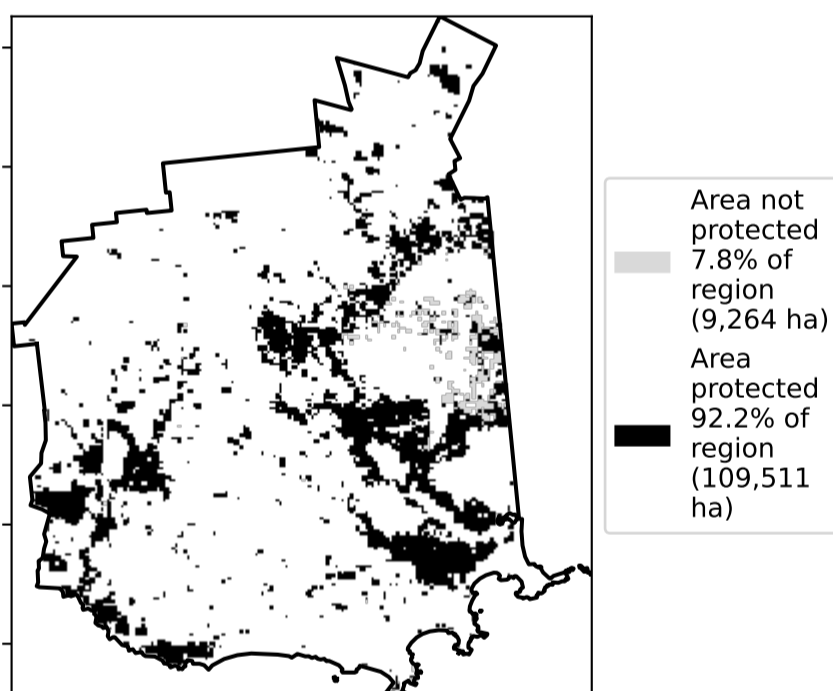 Area not
protected
7.8% of
region
(9,264 ha)
Area
protected
92.2% of
region
(109,511
ha)